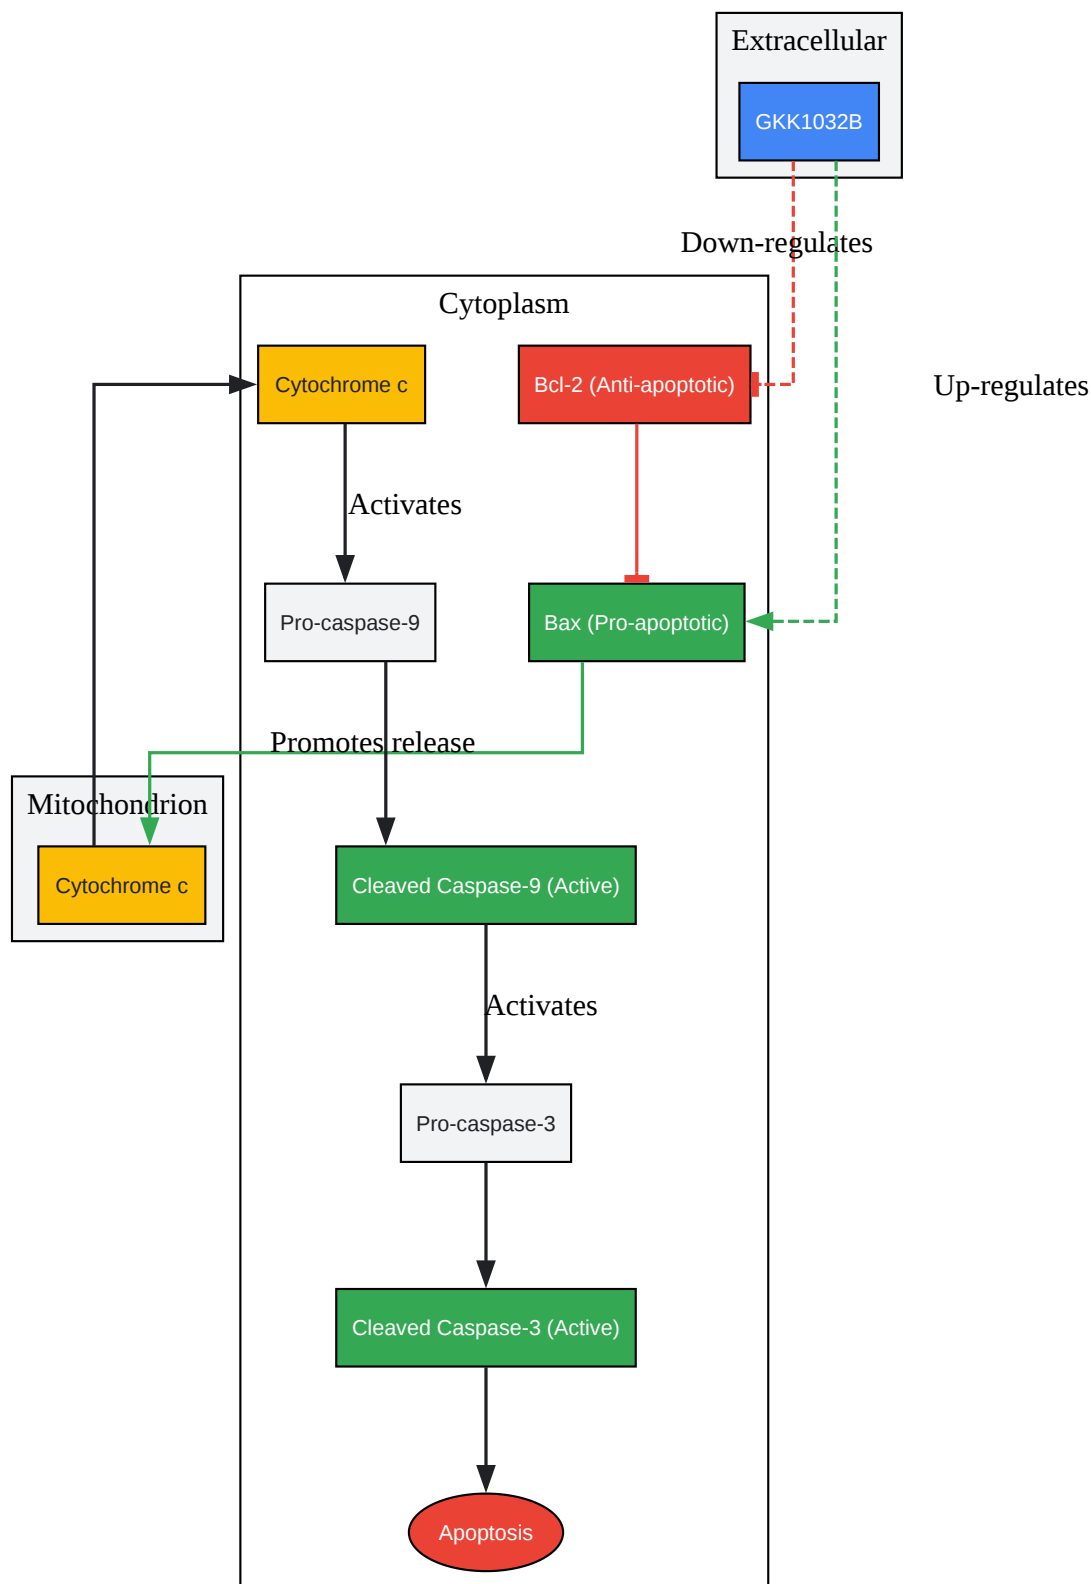 Extracellular
GKK1032B
Down-regulates
Cytoplasm
Cytochrome c
Bcl-2 (Anti-apoptotic)
Up-regulates
Activates
Pro-caspase-9
Bax (Pro-apoptotic)
Promotes release
Mitochondrion
Cytochrome c
Cleaved Caspase-9 (Active)
Activates
Pro-caspase-3
Cleaved Caspase-3 (Active)
Apoptosis